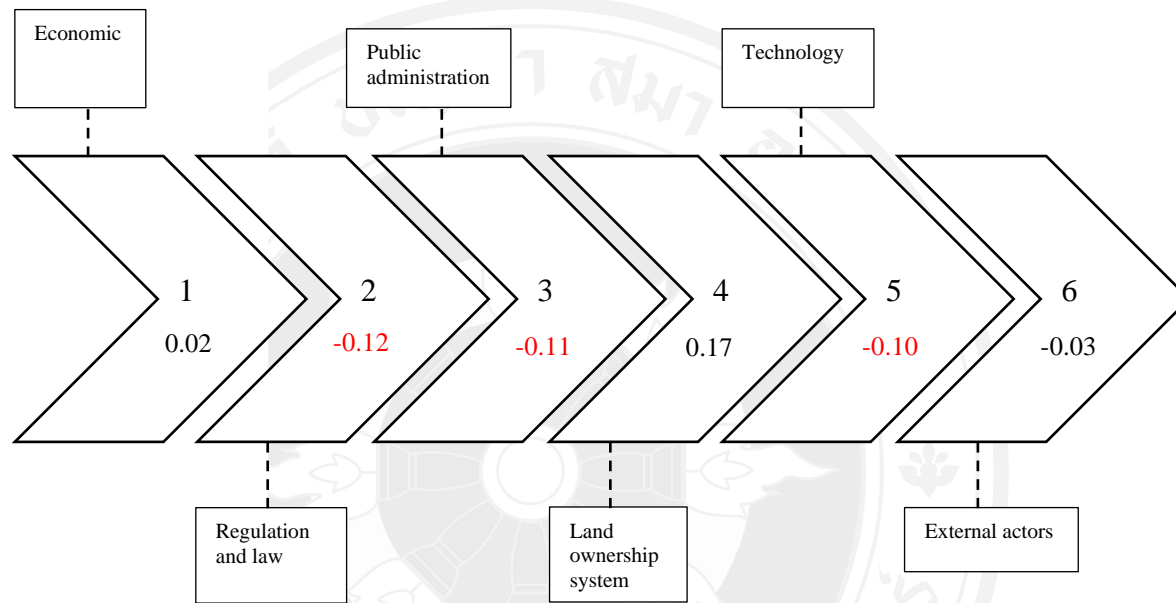 Economic
Public
administration
Technology
1
2
3
4
5
6
0.02
-0.12
-0.11
0.17
-0.10
-0.03
Regulation
and law
Land
ownership
system
External actors